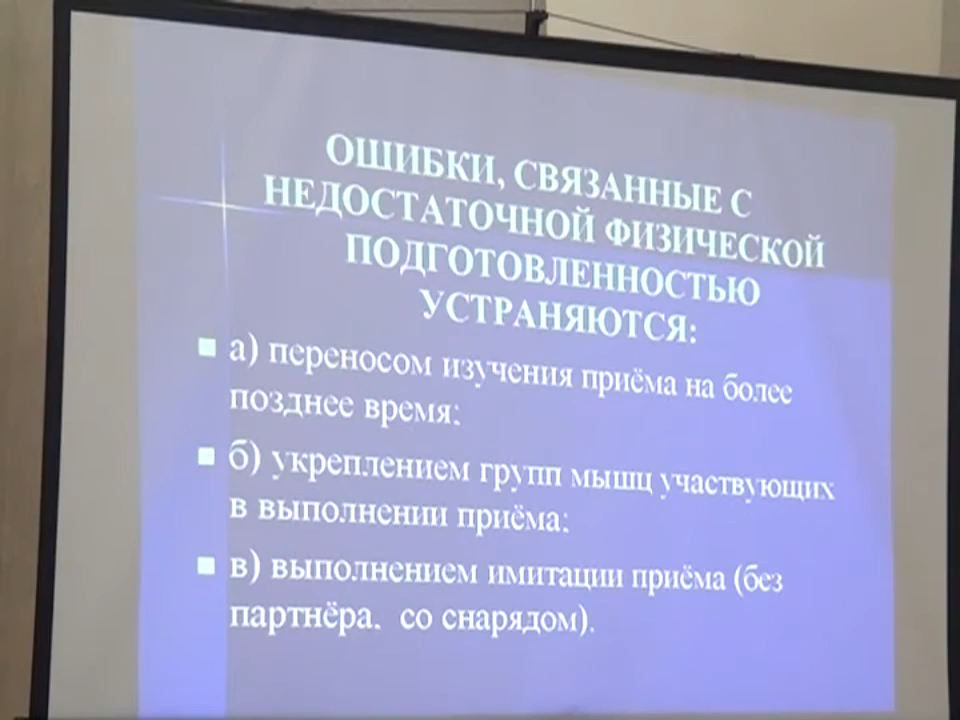 ОШИБКИ, СВЯЗАННЫЕ С
НЕДОСТАТОЧНОЙ ФИЗИЧЕСКОЙ
ПОДГОТОВЛЕННОСТЬЮ
УСТРАНЯЮТСЯ:
а) переносом изучения приёма на более
позднее время;
б) укреплением групп мышц участвующих
в выполнении приёма;
в) выполнением имитации приёма (без
партнёра, со снарядом).